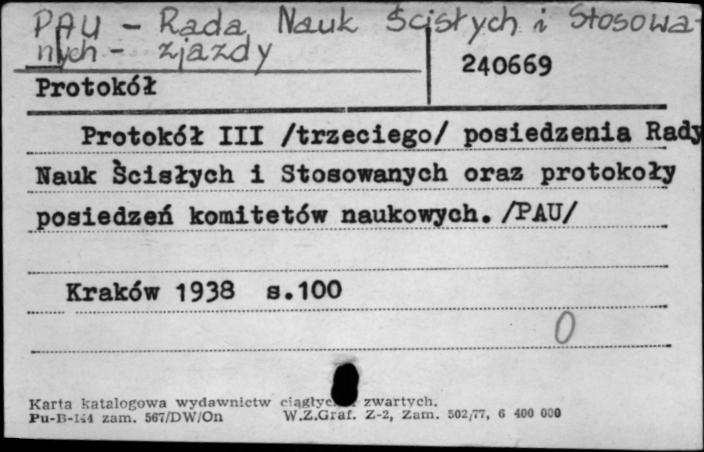 PAU - Rada Nauk Ścisłych i Stosowa-
nych - zjazdy
240669
Protokół
Protokół III /trzeciego/ posiedzenia Rady
Nauk Ścisłych i Stosowanych oraz protokoły
posiedzeń komitetów naukowych. /PAU/
Kraków 1938 s.100
0
Karta katalogowa wydawnictw zwartych.
Pu-B-144 zam. 567/DW/On W.Z.Graf. Z-2, Zam. 502/77, 6 400 000